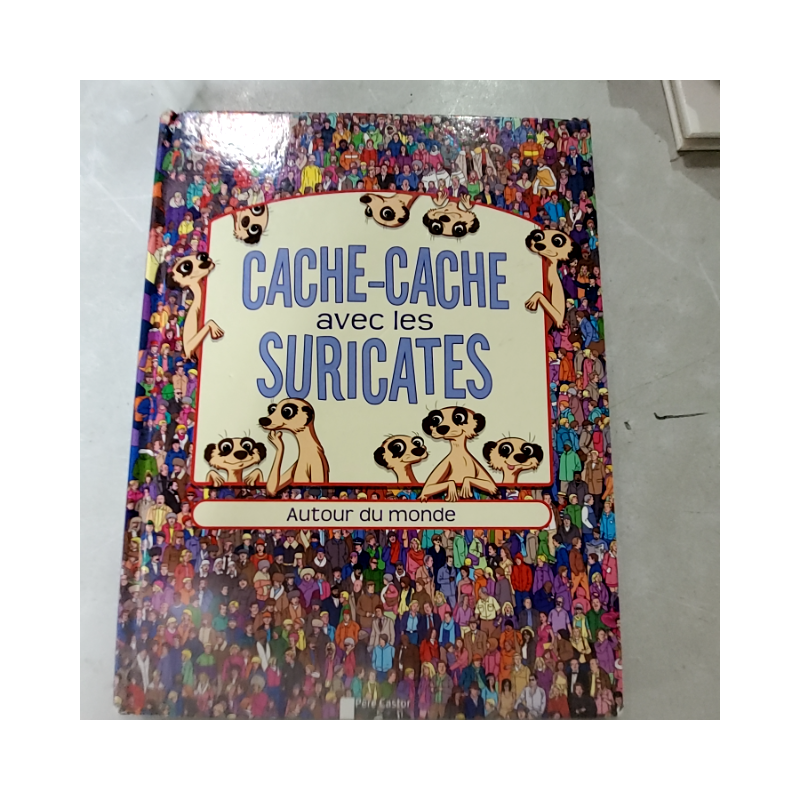 CACHE-CACHE
avec les
SURICATES
Autour du monde
Père Castor